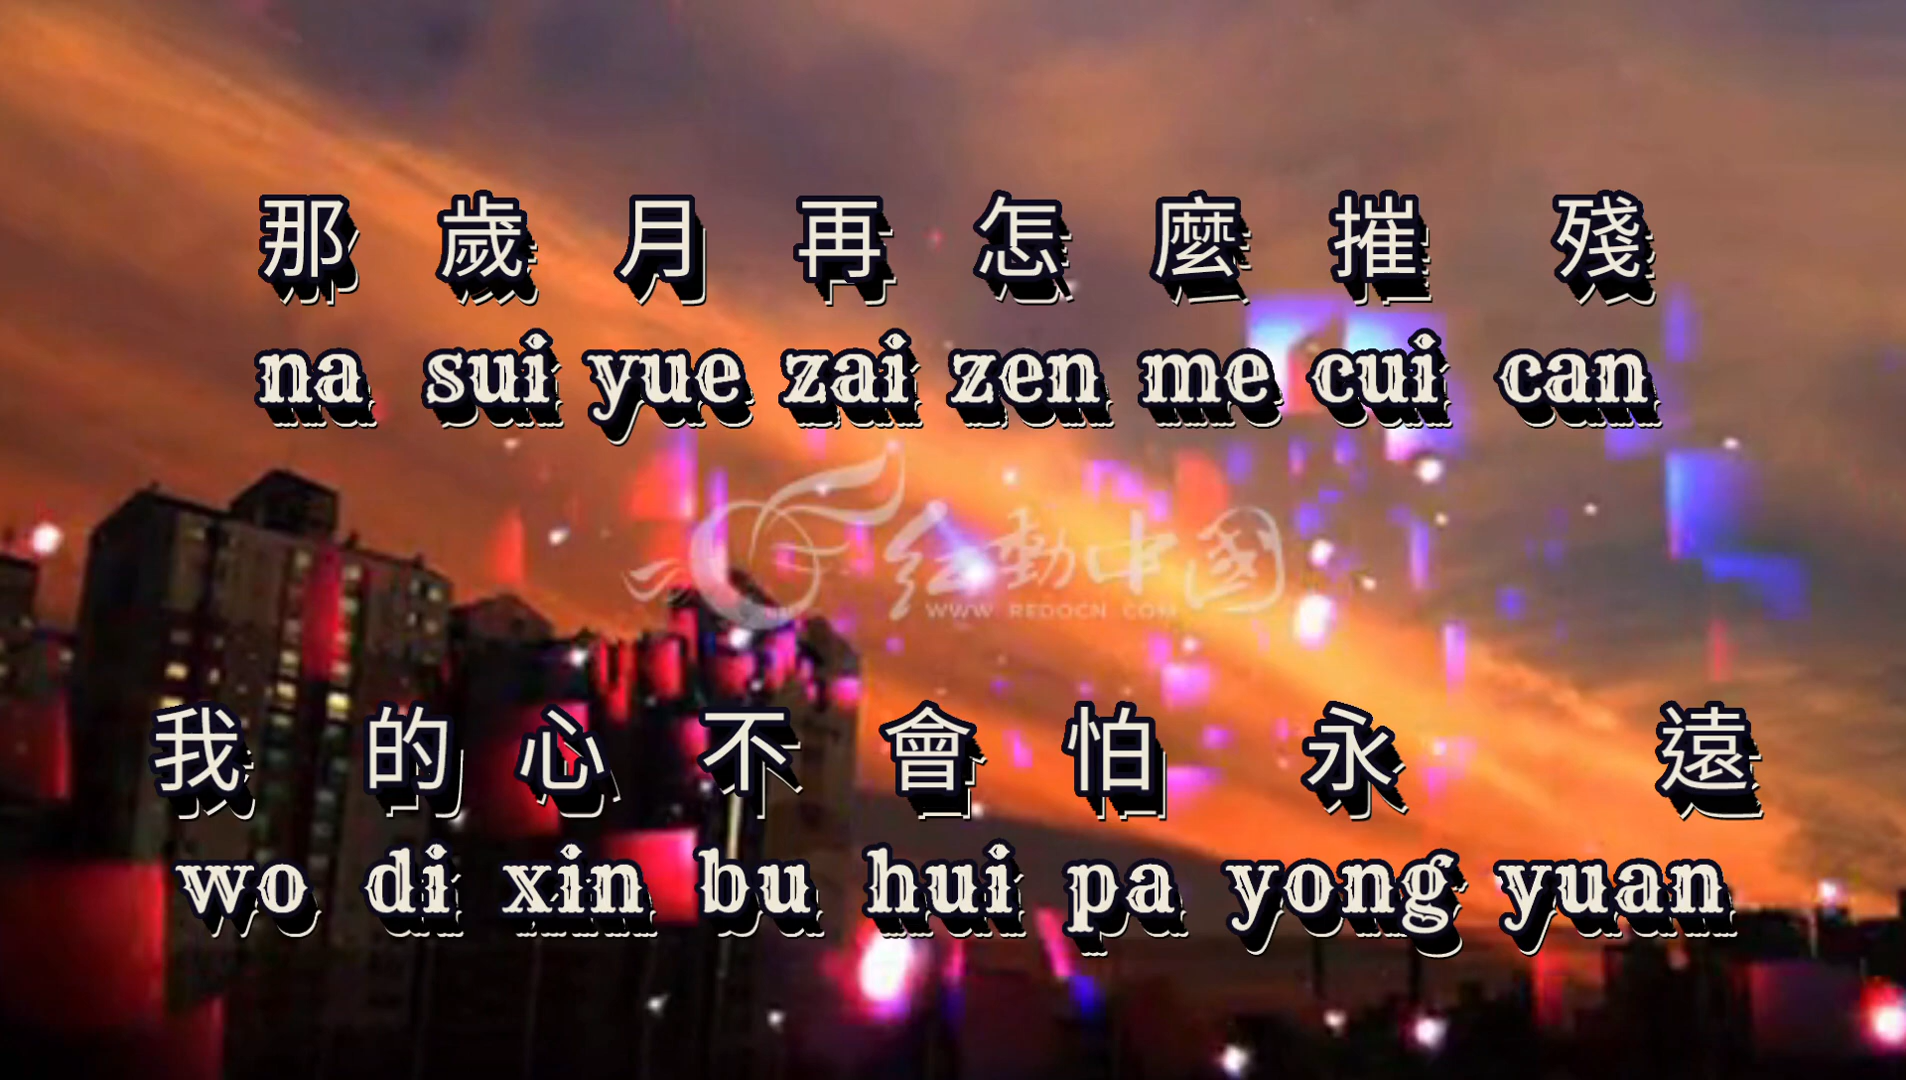 那 歲 月 再 怎 麼 摧 殘
na sui yue zai zen me cui can
红動中國
WWW.REDOCN.COM
我 的 心 不 會 怕 永 遠
wo di xin bu hui pa yong yuan